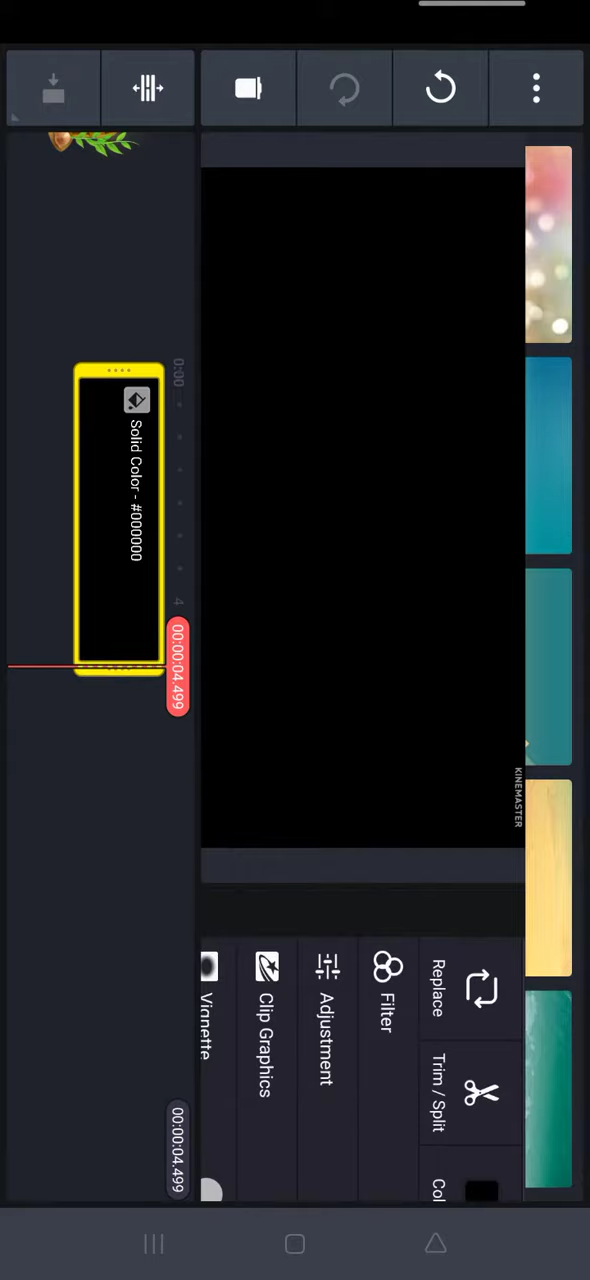 KINEMASTER
Replace
Trim / Split
Col
Filter
Adjustment
Clip Graphics
Vignette
0:00
4
00:00:04.499
00:00:04.499
Solid Color - #000000